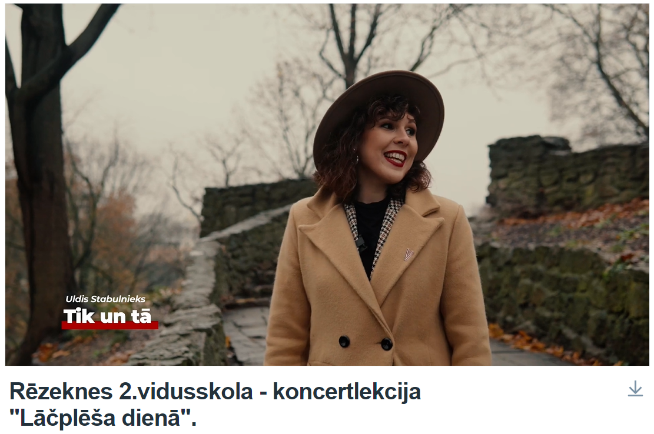 Uldis Stabulnieks
Tik un tā
Rēzeknes 2.vidusskola - koncertlekcija
"Lāčplēša dienā".